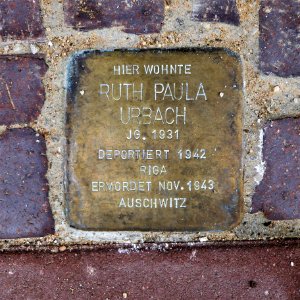 HIER WOHNTE
RUTH PAULA
URBACH
JG. 1931
DEPORTIERT 1942
RIGA
ERMORDET NOV. 1943
AUSCHWITZ